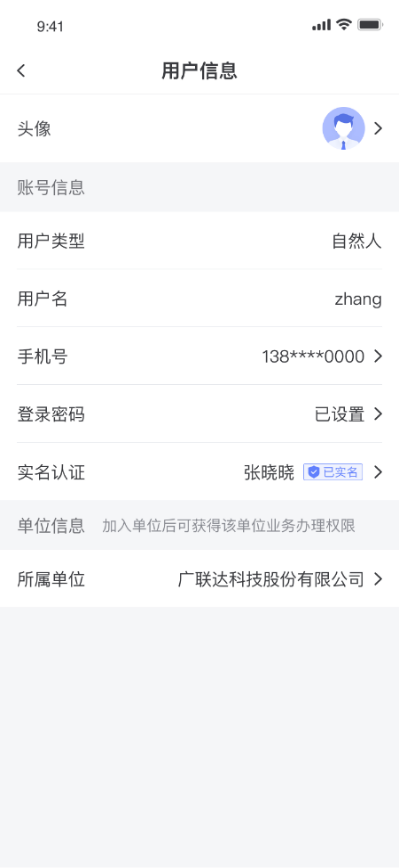 9:41
用户信息
头像
账号信息
用户类型 自然人
用户名 zhang
手机号 138****0000
登录密码 已设置
实名认证 张晓晓 已实名
单位信息 加入单位后可获得该单位业务办理权限
所属单位 广联达科技股份有限公司